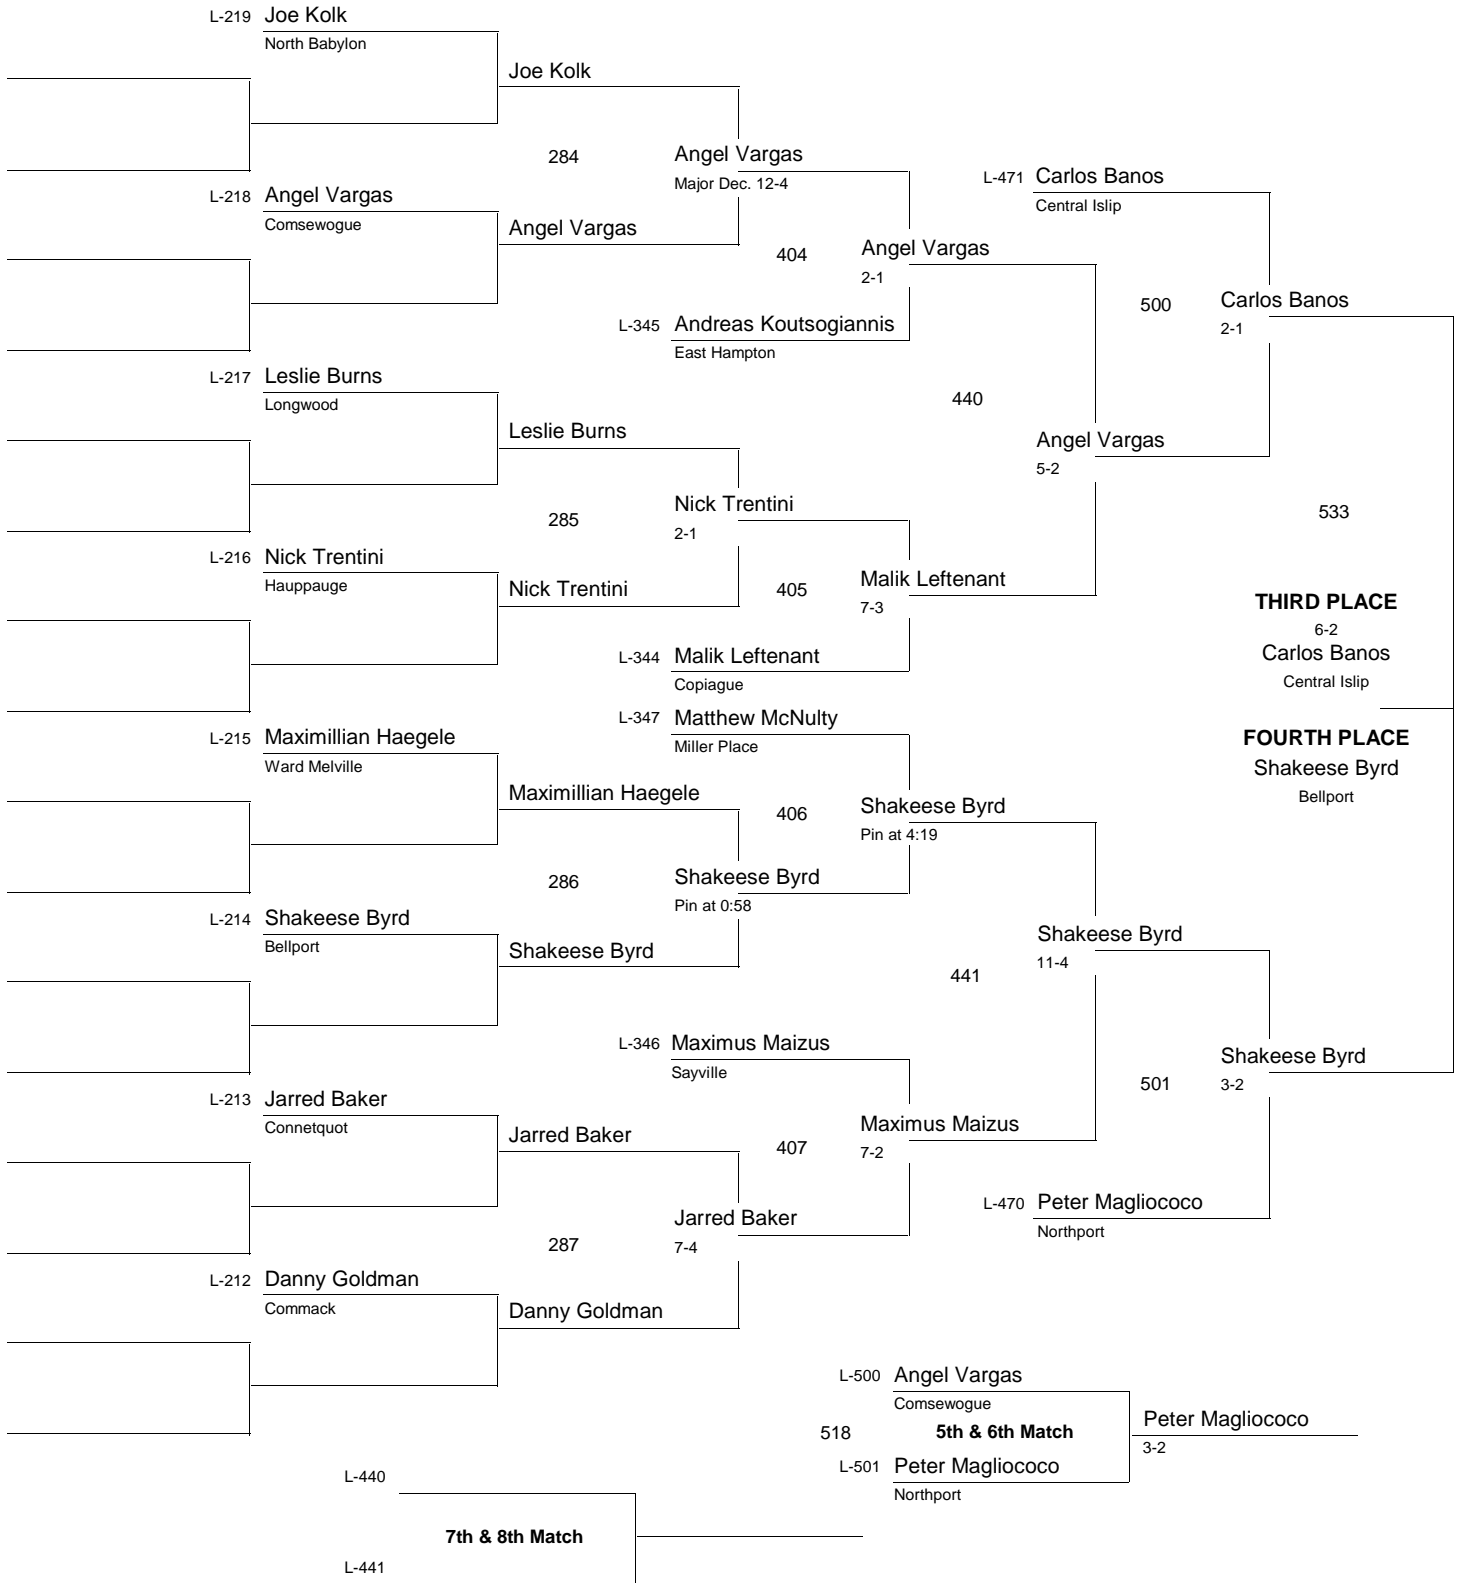 L-219 Joe Kolk
North Babylon
Joe Kolk
284
Angel Vargas
Major Dec. 12-4
L-471 Carlos Banos
Central Islip
L-218 Angel Vargas
Comsewogue
Angel Vargas
404
Angel Vargas
2-1
500
Carlos Banos
2-1
L-345 Andreas Koutsogiannis
East Hampton
L-217 Leslie Burns
Longwood
440
Leslie Burns
Angel Vargas
5-2
285
Nick Trentini
2-1
533
L-216 Nick Trentini
Hauppauge
Nick Trentini
405
Malik Leftenant
7-3
THIRD PLACE
6-2
Carlos Banos
Central Islip
L-344 Malik Leftenant
Copiague
L-347 Matthew McNulty
Miller Place
L-215 Maximillian Haegele
Ward Melville
FOURTH PLACE
Shakeese Byrd
Bellport
Maximillian Haegele
406
Shakeese Byrd
Pin at 4:19
286
Shakeese Byrd
Pin at 0:58
L-214 Shakeese Byrd
Bellport
Shakeese Byrd
441
Shakeese Byrd
11-4
L-346 Maximus Maizus
Sayville
501
Shakeese Byrd
3-2
L-213 Jarred Baker
Connetquot
Jarred Baker
407
Maximus Maizus
7-2
L-470 Peter Magliococo
Northport
287
Jarred Baker
7-4
L-212 Danny Goldman
Commack
Danny Goldman
L-500 Angel Vargas
Comsewogue
518
5th & 6th Match
Peter Magliococo
3-2
L-501 Peter Magliococo
Northport
L-440
7th & 8th Match
L-441